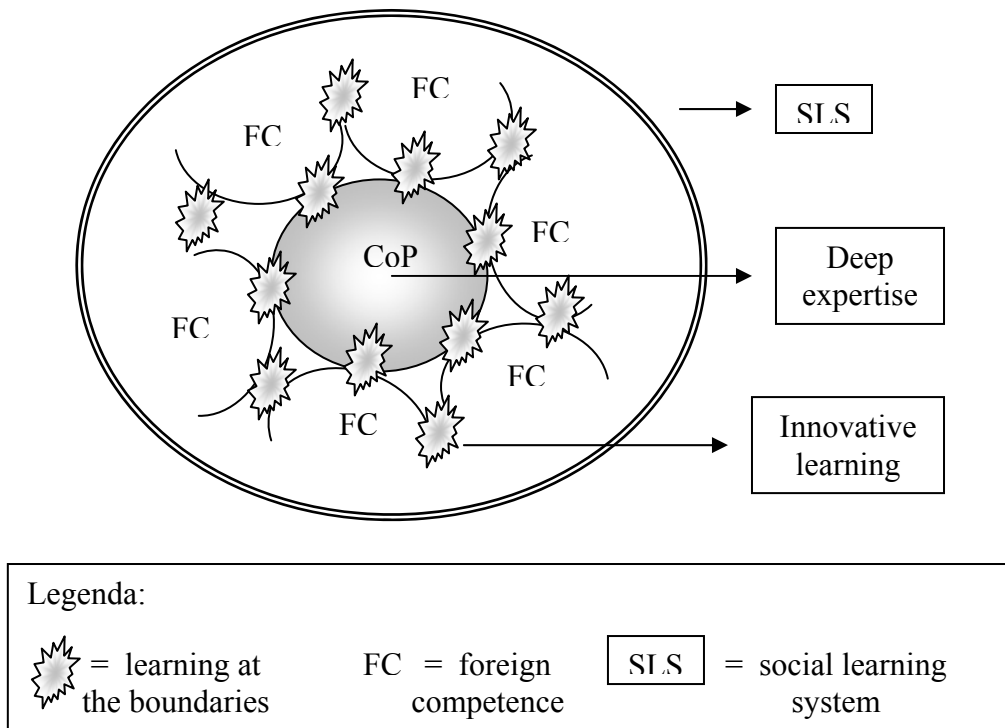 FC
FC
SLS
CoP
FC
Deep
expertise
FC
FC
FC
Innovative
learning
Legenda:
= learning at
the boundaries
FC = foreign
competence
SLS = social learning
system